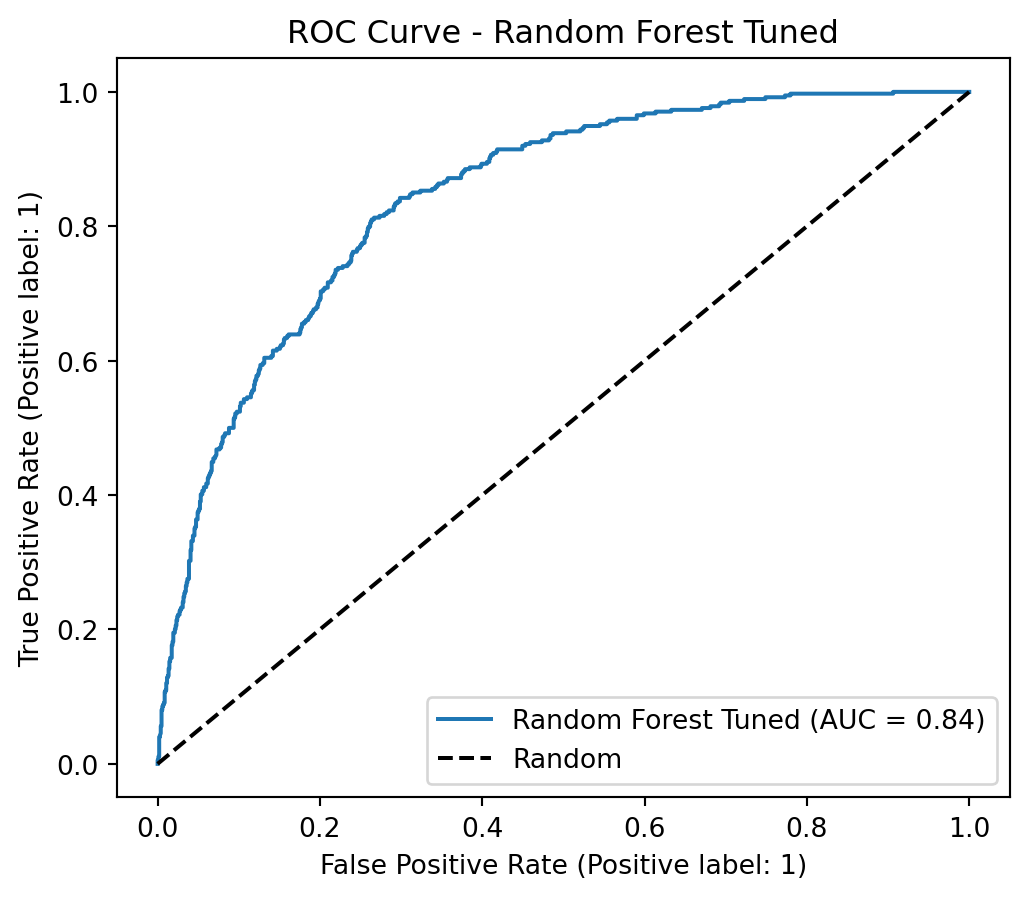 ROC Curve - Random Forest Tuned
True Positive Rate (Positive label: 1)
1.0
0.8
0.6
0.4
0.2
0.0
Random Forest Tuned (AUC = 0.84)
Random
0.0 0.2 0.4 0.6 0.8 1.0
False Positive Rate (Positive label: 1)